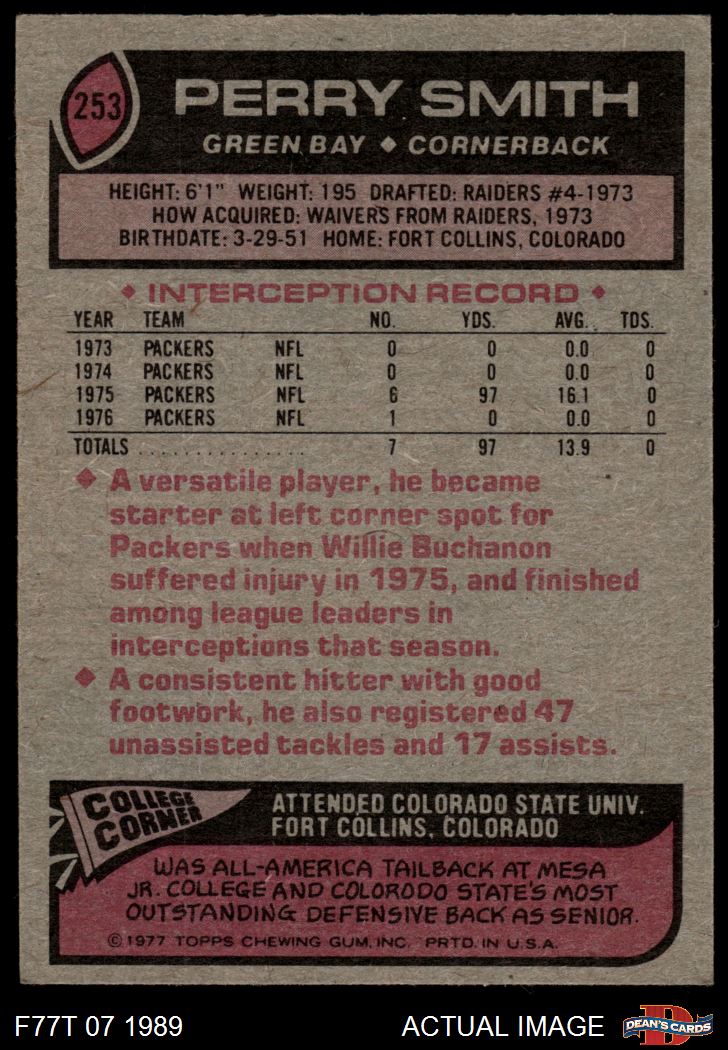 253
PERRY SMITH
GREEN BAY ◆ CORNERBACK
HEIGHT: 6'1" WEIGHT: 195 DRAFTED: RAIDERS #4-1973
HOW ACQUIRED: WAIVERS FROM RAIDERS, 1973
BIRTHDATE: 3-29-51 HOME: FORT COLLINS, COLORADO
◆ INTERCEPTION RECORD ◆
YEAR TEAM NO. YDS. AVG. TDS.
1973 PACKERS NFL 0 0 0.0 0
1974 PACKERS NFL 0 0 0.0 0
1975 PACKERS NFL 6 97 16.1 0
1976 PACKERS NFL 1 0 0.0 0
TOTALS . . . . . . . . . . . . . . . 7 97 13.9 0
◆ A versatile player, he became
starter at left corner spot for
Packers when Willie Buchanon
suffered injury in 1975, and finished
among league leaders in
interceptions that season.
◆ A consistent hitter with good
footwork, he also registered 47
unassisted tackles and 17 assists.
COLLEGE
CORNER
ATTENDED COLORADO STATE UNIV.
FORT COLLINS, COLORADO
WAS ALL-AMERICA TAILBACK AT MESA
JR. COLLEGE AND COLORODO STATE'S MOST
OUTSTANDING DEFENSIVE BACK AS SENIOR.
©1977 TOPPS CHEWING GUM, INC. PRTD. IN U.S.A.
F77T 07 1989 ACTUAL IMAGE
D
DEAN'S CARDS